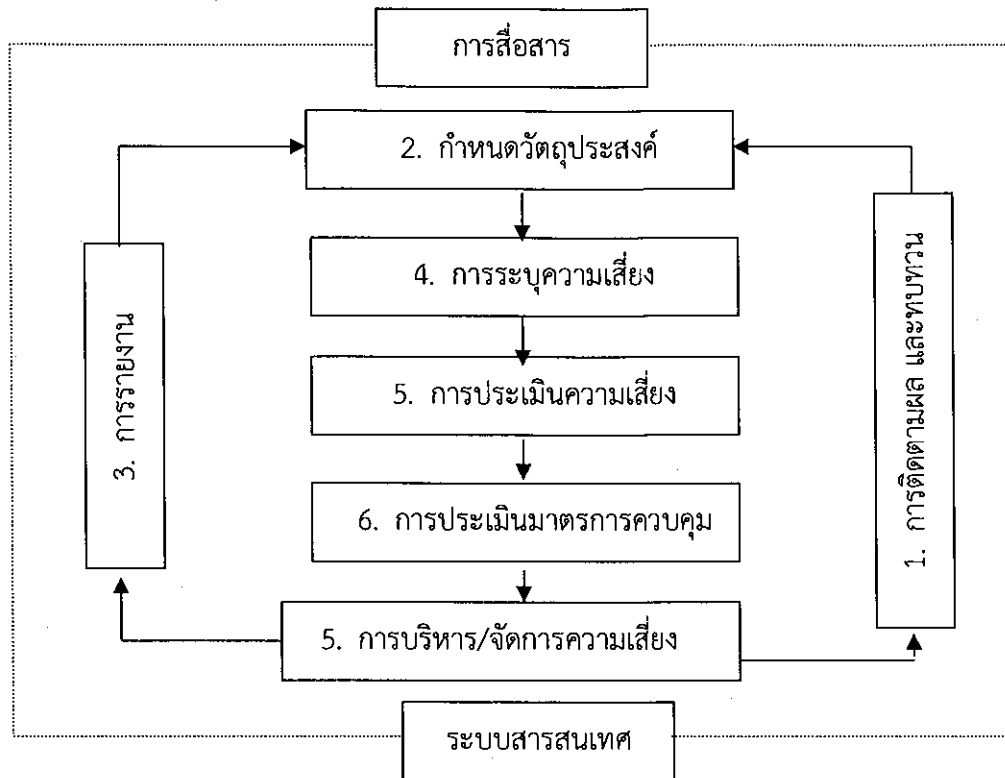 การสื่อสาร
2. กำหนดวัตถุประสงค์
4. การระบุความเสี่ยง
5. การประเมินความเสี่ยง
6. การประเมินมาตรการควบคุม
5. การบริหาร/จัดการความเสี่ยง
3. การรายงาน
1. การติดตามผล และทบทวน
ระบบสารสนเทศ